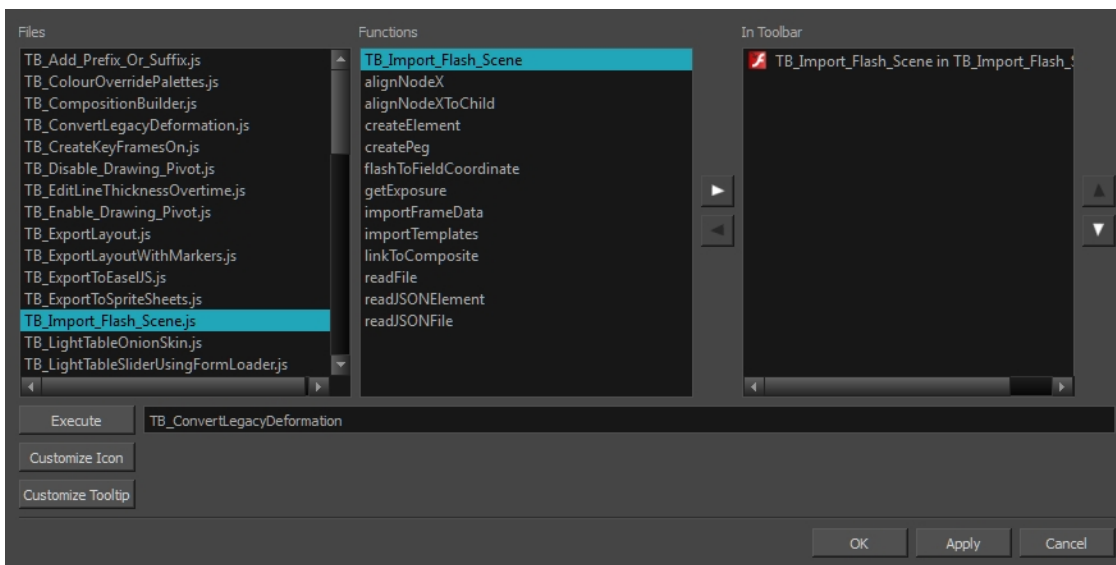 Files
Functions
In Toolbar
TB_Add_Prefix_Or_Suffix.js
TB_ColourOverridePalettes.js
TB_CompositionBuilder.js
TB_ConvertLegacyDeformation.js
TB_CreateKeyFramesOn.js
TB_Disable_Drawing_Pivot.js
TB_EditLineThicknessOvertime.js
TB_Enable_Drawing_Pivot.js
TB_ExportLayout.js
TB_ExportLayoutWithMarkers.js
TB_ExportToEaselJS.js
TB_ExportToSpriteSheets.js
TB_Import_Flash_Scene.js
TB_LightTableOnionSkin.js
TB_LightTableSliderUsingFormLoader.js
TB_Import_Flash_Scene
alignNodeX
alignNodeXToChild
createElement
createPeg
flashToFieldCoordinate
getExposure
importFrameData
importTemplates
linkToComposite
readFile
readJSONElement
readJSONFile
TB_Import_Flash_Scene in TB_Import_Flash_S
Execute
TB_ConvertLegacyDeformation
Customize Icon
Customize Tooltip
OK
Apply
Cancel